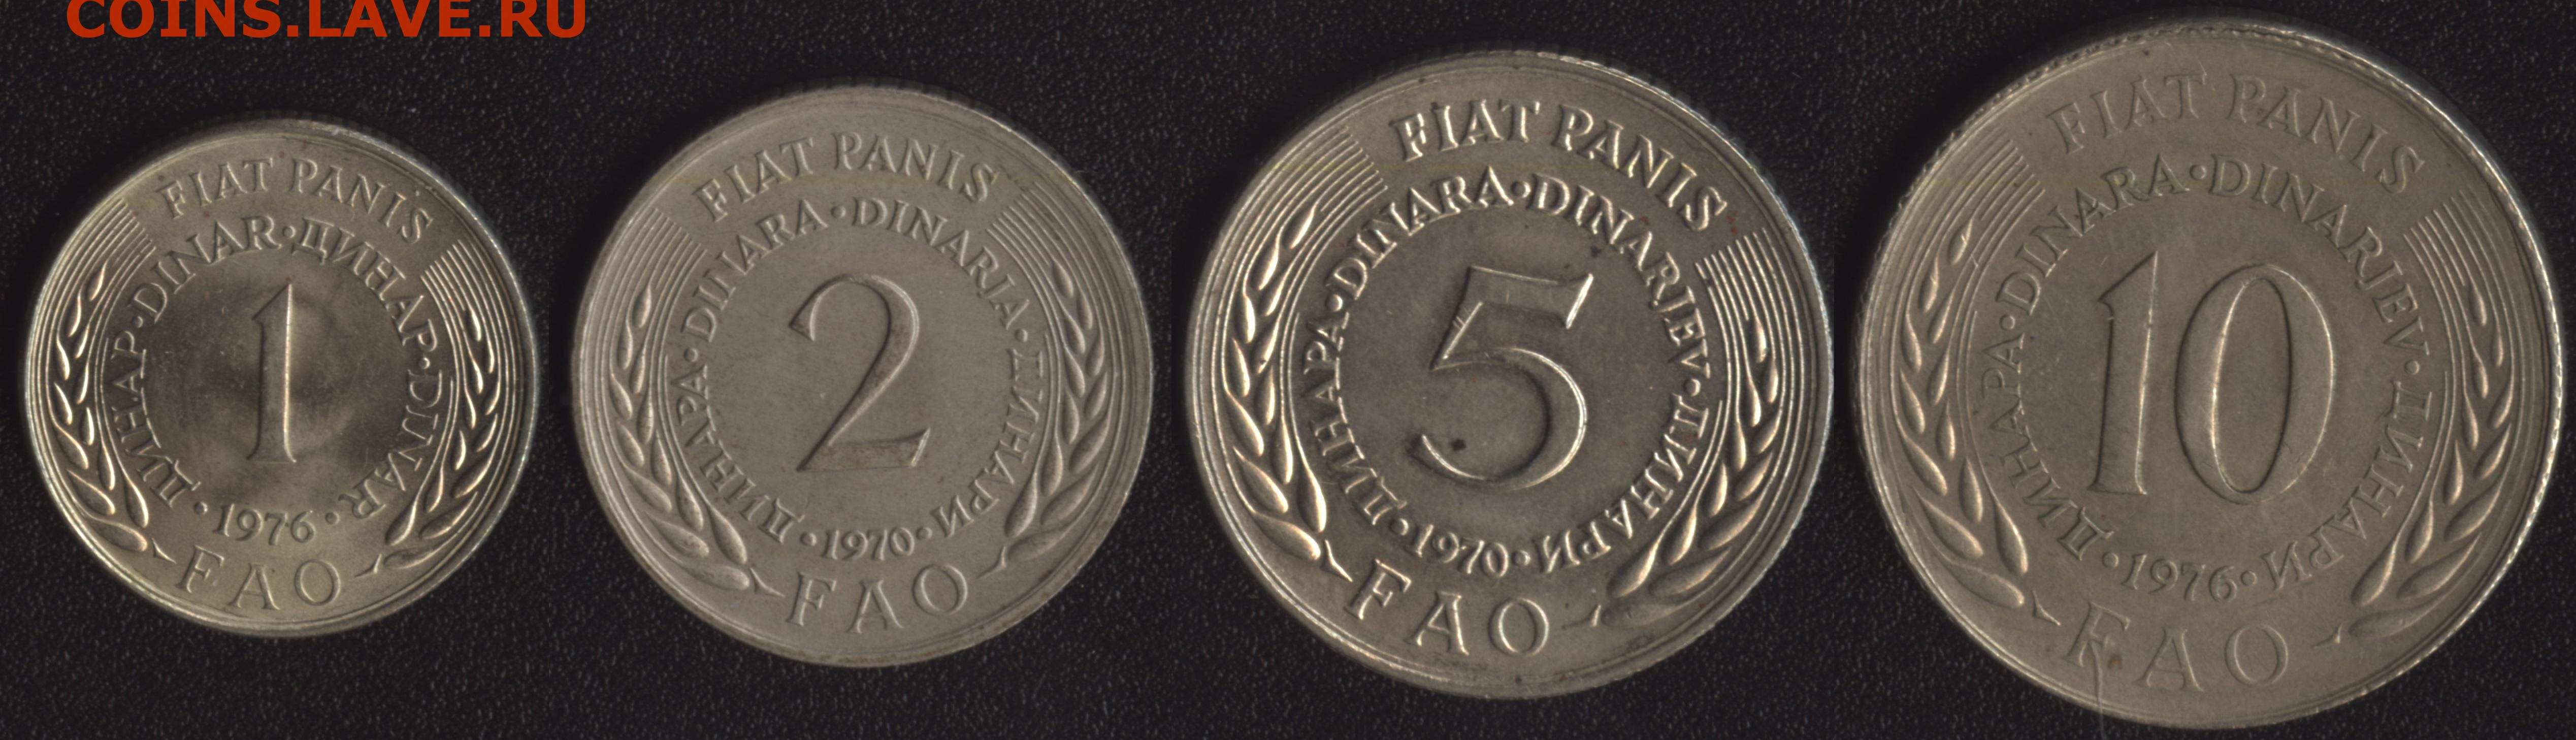 COINS.LAVE.RU
FIAT PANIS
ДИНАР·DINAR·ДИНАР·DINAR
1
·1976·
FAO
FIAT PANIS
ДИНАРА·DINARA·DINARJA·ДИНАРИ
2
·1970·
FAO
FIAT PANIS
ДИНАРА·DINARA·DINARJEV·ДИНАРИ
5
·1970·
FAO
FIAT PANIS
ДИНАРА·DINARA·DINARJEV·ДИНАРИ
10
·1976·
FAO